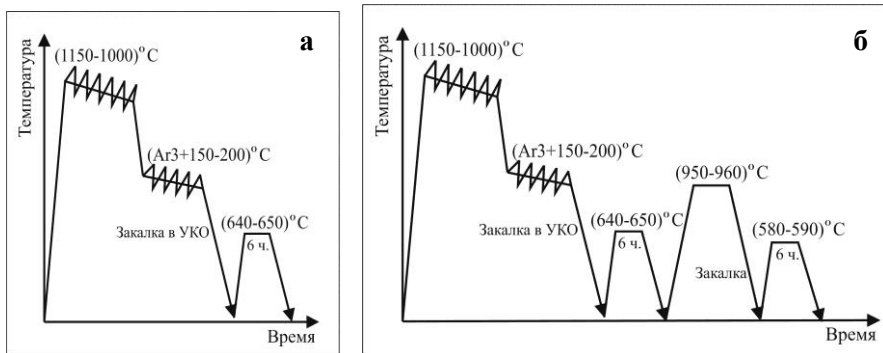 а
Температура
(1150-1000)°С
(Ar3+150-200)°С
Закалка в УКО
(640-650)°С
6 ч.
Время
б
Температура
(1150-1000)°С
(Ar3+150-200)°С
Закалка в УКО
(640-650)°С
6 ч.
(950-960)°С
Закалка
(580-590)°С
6 ч.
Время